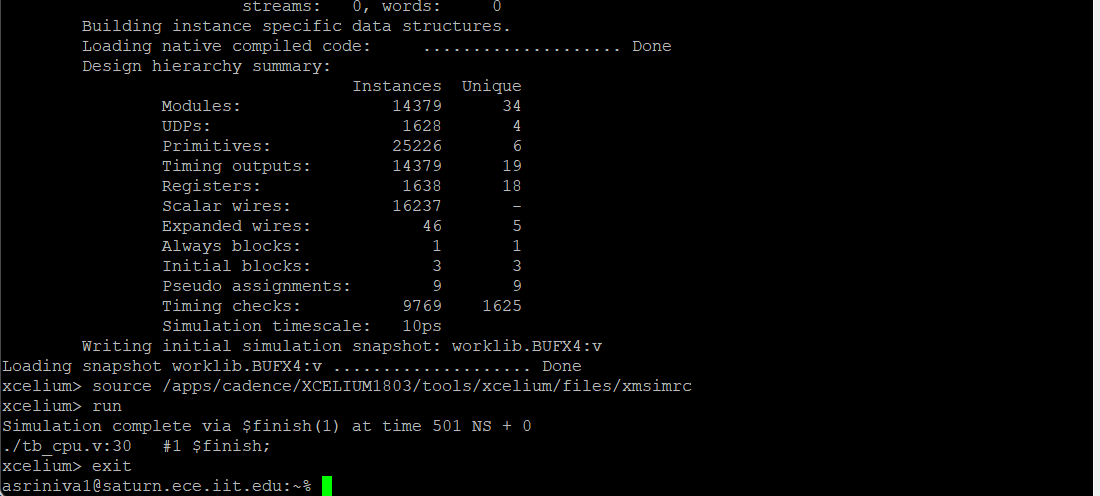 streams:   0, words:     0
Building instance specific data structures.
Loading native compiled code:     .................... Done
Design hierarchy summary:
Instances  Unique
Modules:               14379      34
UDPs:                   1628       4
Primitives:            25226       6
Timing outputs:        14379      19
Registers:              1638      18
Scalar wires:          16237       -
Expanded wires:           46       5
Always blocks:             1       1
Initial blocks:            3       3
Pseudo assignments:        9       9
Timing checks:          9769    1625
Simulation timescale:   10ps
Writing initial simulation snapshot: worklib.BUFX4:v
Loading snapshot worklib.BUFX4:v .................... Done
xcelium> source /apps/cadence/XCELIUM1803/tools/xcelium/files/xmsimrc
xcelium> run
Simulation complete via $finish(1) at time 501 NS + 0
./tb_cpu.v:30   #1 $finish;
xcelium> exit
asriniva1@saturn.ece.iit.edu:~%